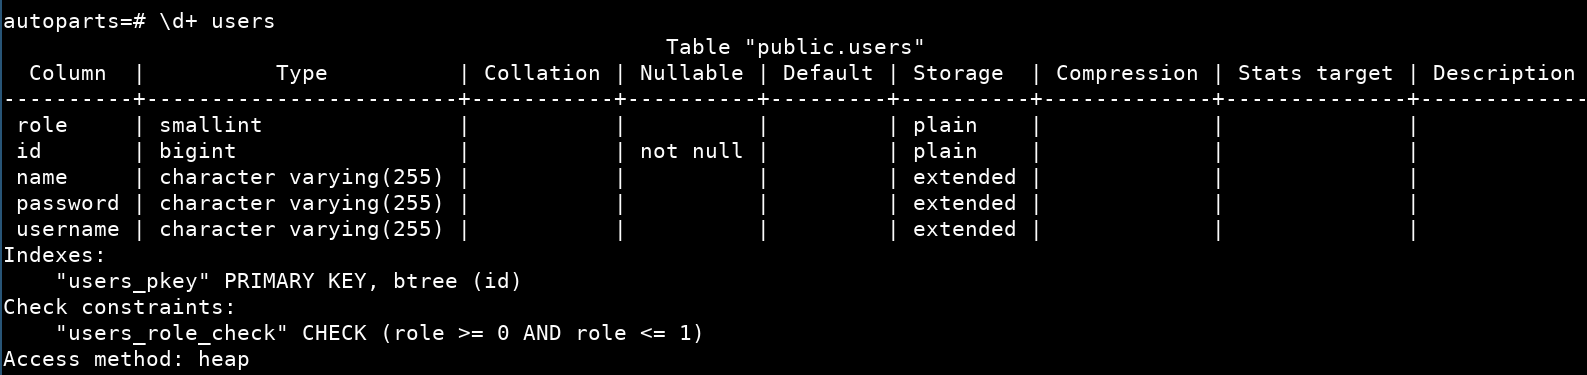 autoparts=# \d+ users
                                                   Table "public.users"
  Column  |          Type          | Collation | Nullable | Default | Storage  | Compression | Stats target | Description
----------+------------------------+-----------+----------+---------+----------+-------------+--------------+-------------
 role     | smallint               |           |          |         | plain    |             |              |
 id       | bigint                 |           | not null |         | plain    |             |              |
 name     | character varying(255) |           |          |         | extended |             |              |
 password | character varying(255) |           |          |         | extended |             |              |
 username | character varying(255) |           |          |         | extended |             |              |
Indexes:
    "users_pkey" PRIMARY KEY, btree (id)
Check constraints:
    "users_role_check" CHECK (role >= 0 AND role <= 1)
Access method: heap